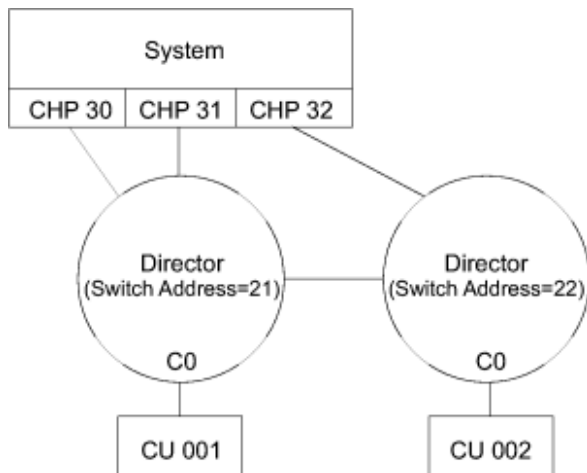 System
CHP 30 CHP 31 CHP 32
Director
(Switch Address=21)
C0
Director
(Switch Address=22)
C0
CU 001
CU 002